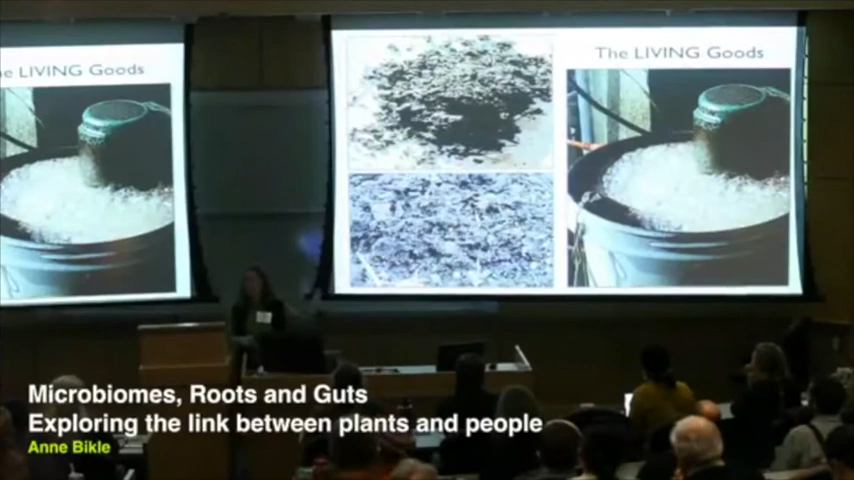 he LIVING Goods
The LIVING Goods
Microbiomes, Roots and Guts
Exploring the link between plants and people
Anne Bikle